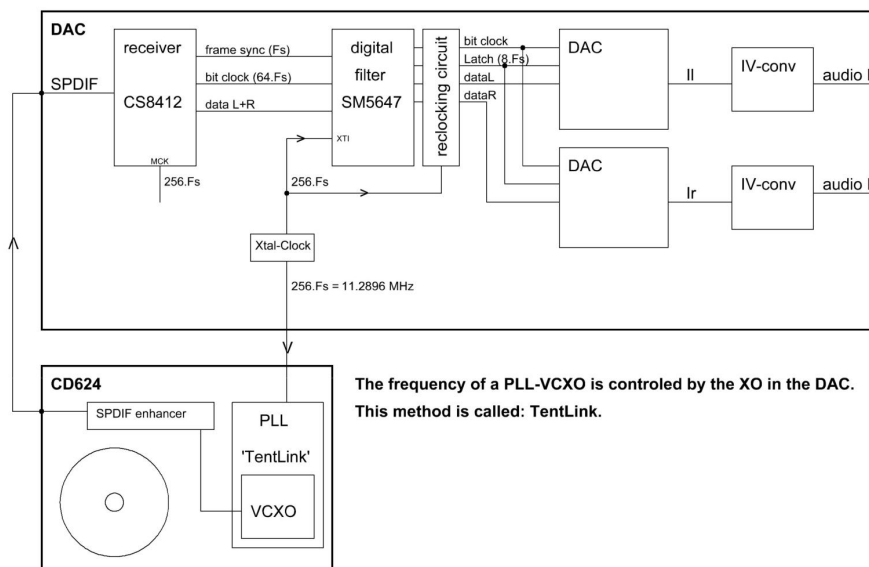 DAC
receiver
CS8412
MCK
SPDIF
256.Fs
frame sync (Fs)
bit clock (64.Fs)
data L+R
digital
filter
SM5647
XTI
reclocking circuit
bit clock
Latch (8.Fs)
dataL
dataR
DAC
Il
IV-conv
audio
DAC
Ir
IV-conv
audio
256.Fs
Xtal-Clock
256.Fs = 11.2896 MHz
CD624
SPDIF enhancer
PLL
'TentLink'
VCXO
The frequency of a PLL-VCXO is controled by the XO in the DAC.
This method is called: TentLink.